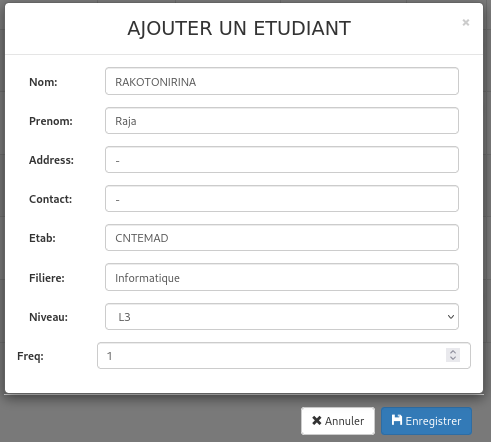 AJOUTER UN ETUDIANT ×
Nom: RAKOTONIRINA
Prenom: Raja
Address: -
Contact: -
Etab: CNTEMAD
Filiere: Informatique
Niveau: L3
Freq: 1
✖ Annuler Enregistrer